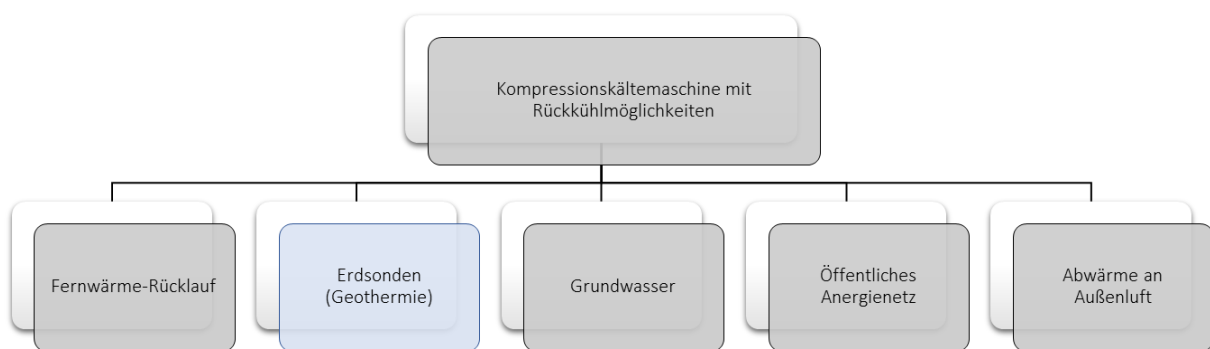 Kompressionskältemaschine mit
Rückkühlmöglichkeiten
Fernwärme-Rücklauf
Erdsonden
(Geothermie)
Grundwasser
Öffentliches
Anergienetz
Abwärme an
Außenluft